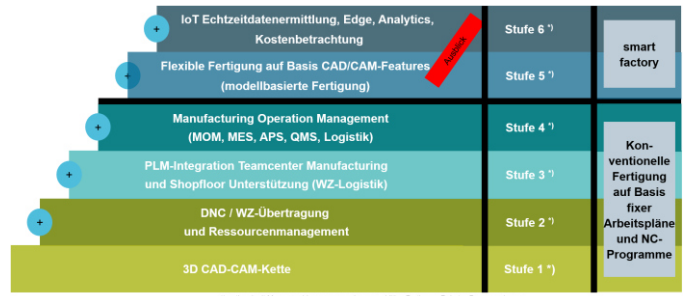 IoT Echtzeitdatenermittlung, Edge, Analytics,
Kostenbetrachtung
Stufe 6 *)
Ausblick
smart
factory
+
Flexible Fertigung auf Basis CAD/CAM-Features
(modellbasierte Fertigung)
Stufe 5 *)
+
Manufacturing Operation Management
(MOM, MES, APS, QMS, Logistik)
Stufe 4 *)
+
PLM-Integration Teamcenter Manufacturing
und Shopfloor Unterstützung (WZ-Logistik)
Stufe 3 *)
+
DNC / WZ-Übertragung
und Ressourcenmanagement
Stufe 2 *)
+
3D CAD-CAM-Kette
Stufe 1 *)
Kon-
ventionelle
Fertigung
auf Basis
fixer
Arbeitspläne
und NC-
Programme